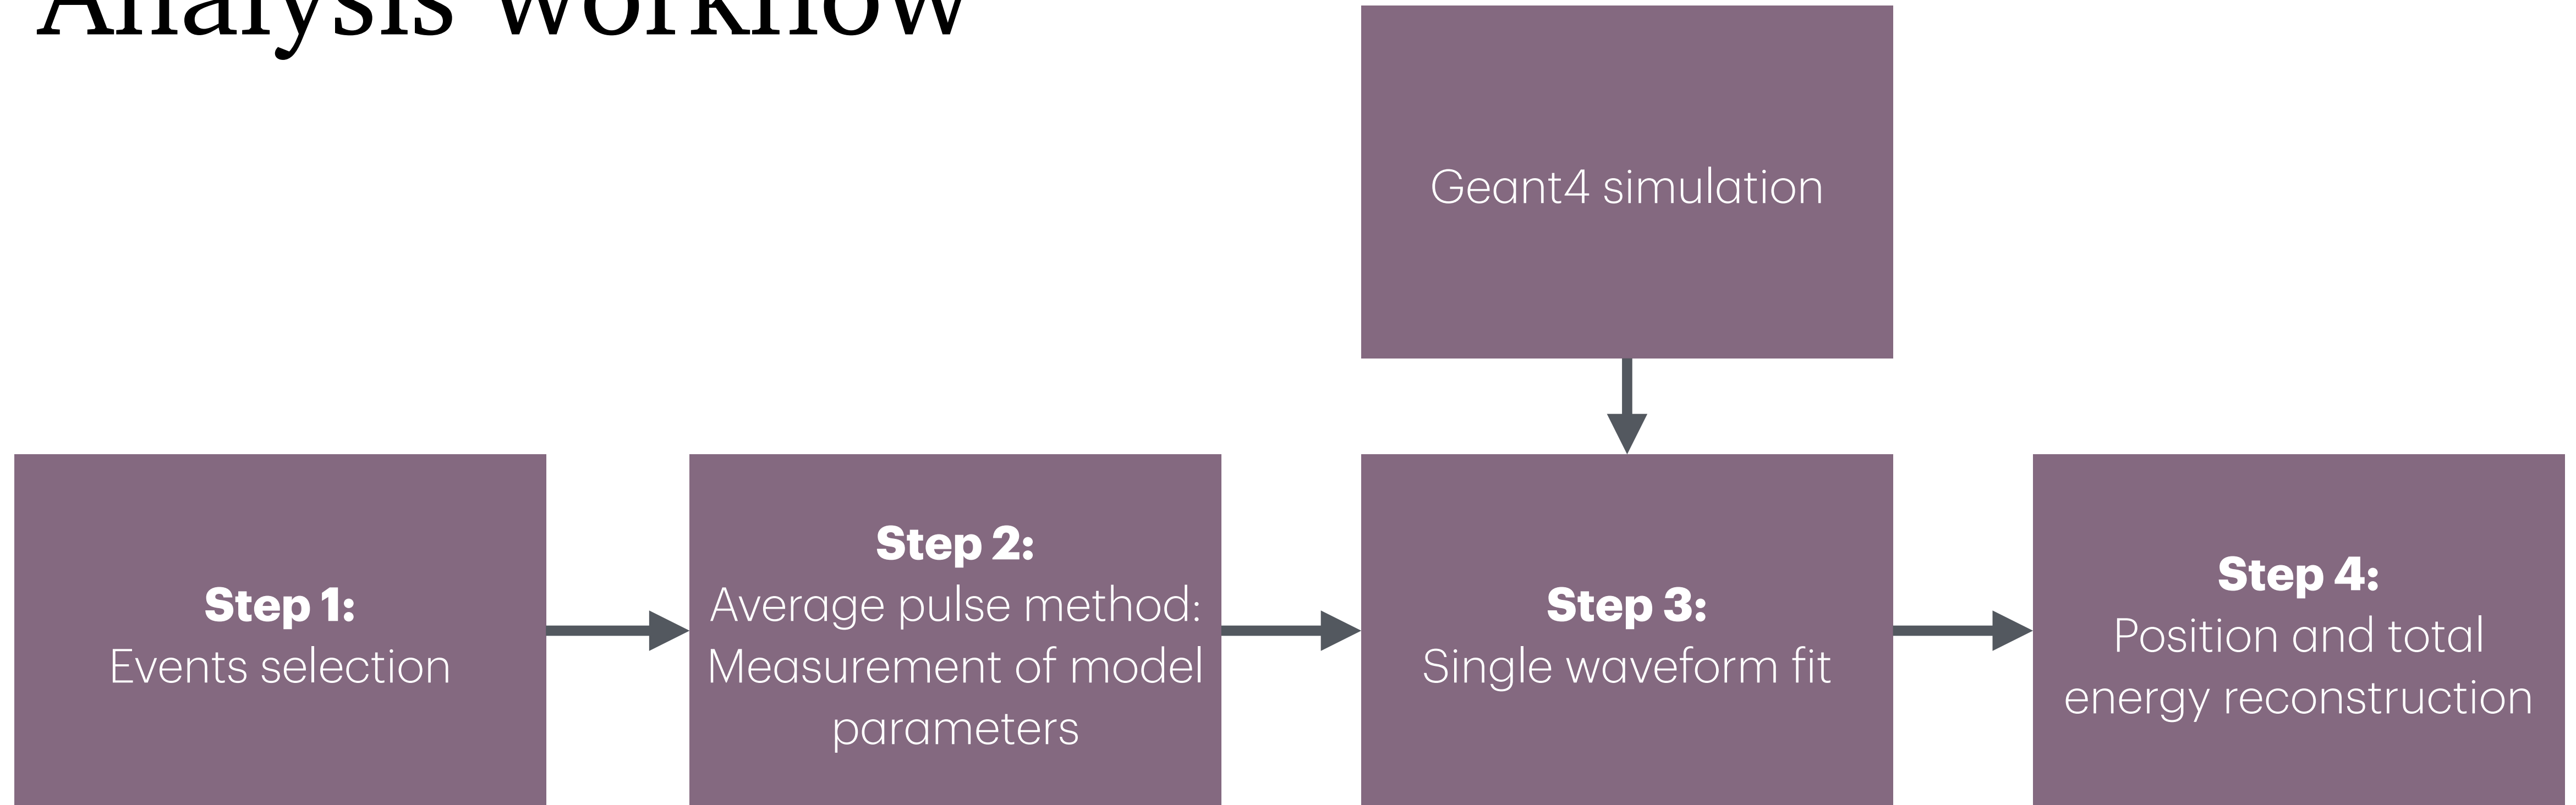 Analysis workflow
Geant4 simulation
Step 1:
Events selection
Step 2:
Average pulse method:
Measurement of model
parameters
Step 3:
Single waveform fit
Step 4:
Position and total
energy reconstruction